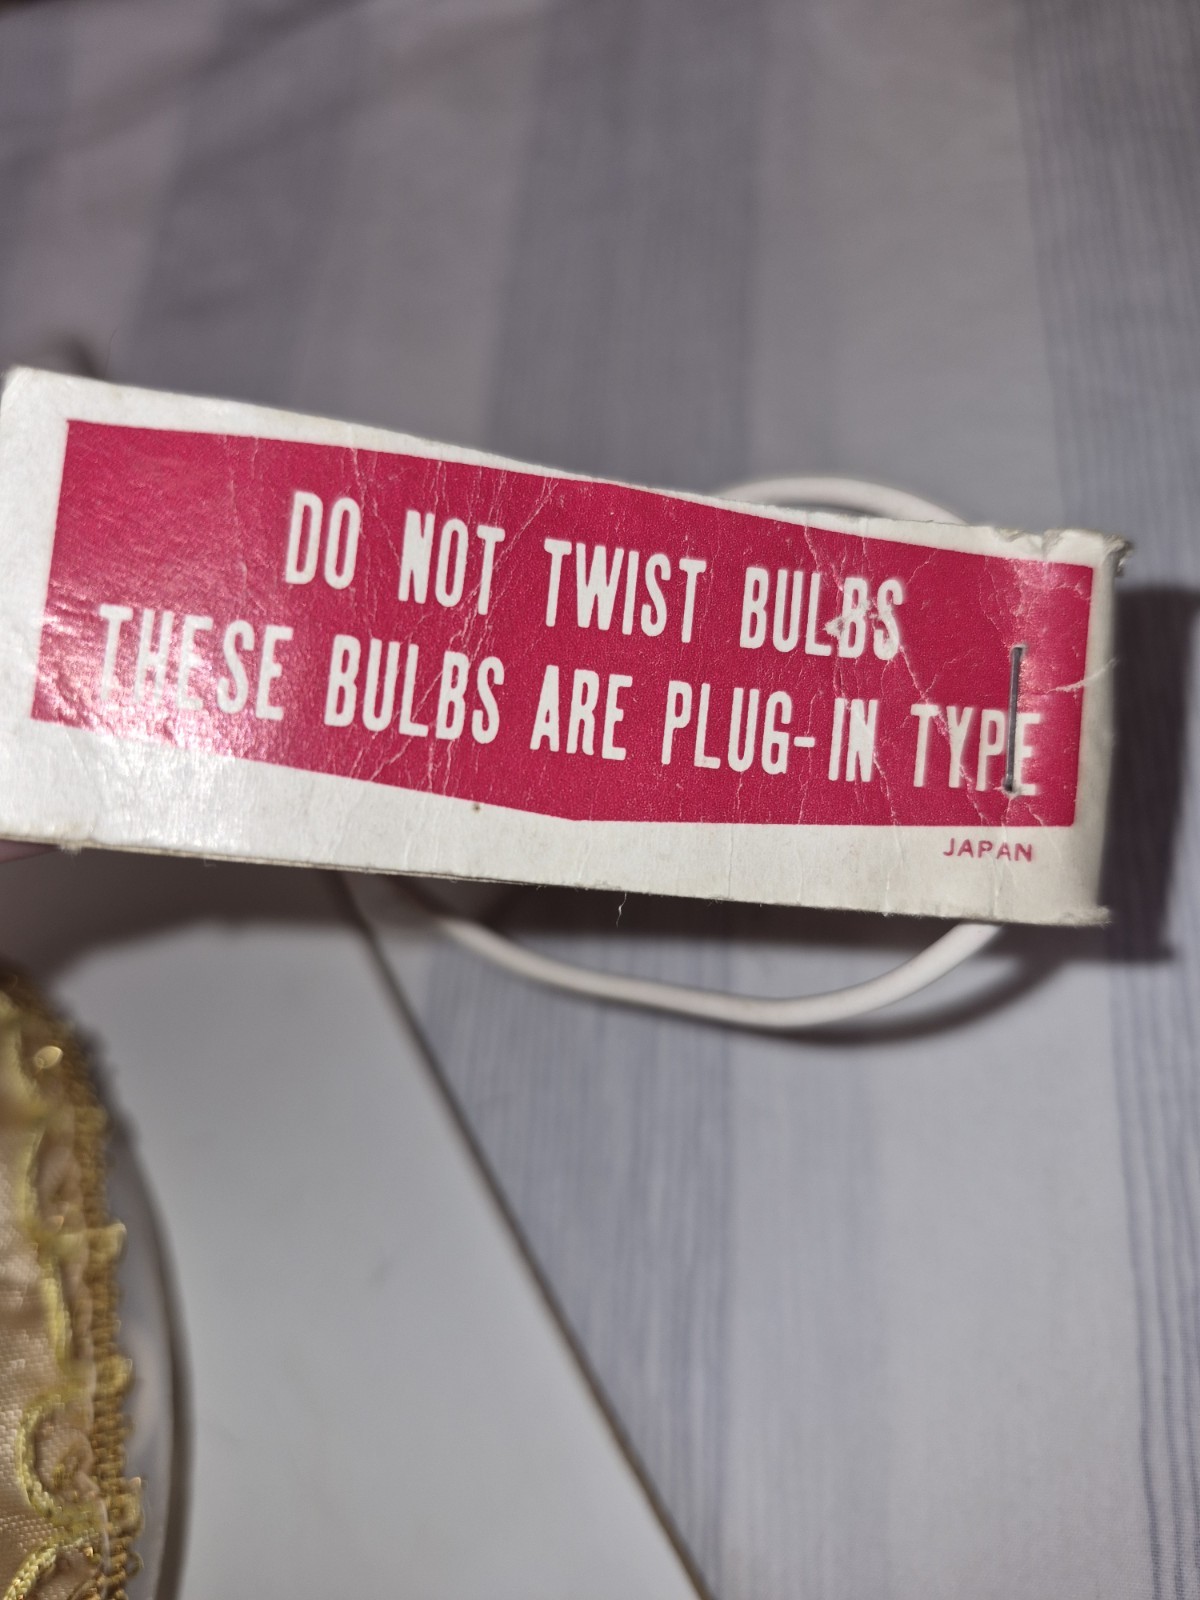 DO NOT TWIST BULBS
THESE BULBS ARE PLUG-IN TYPE
JAPAN